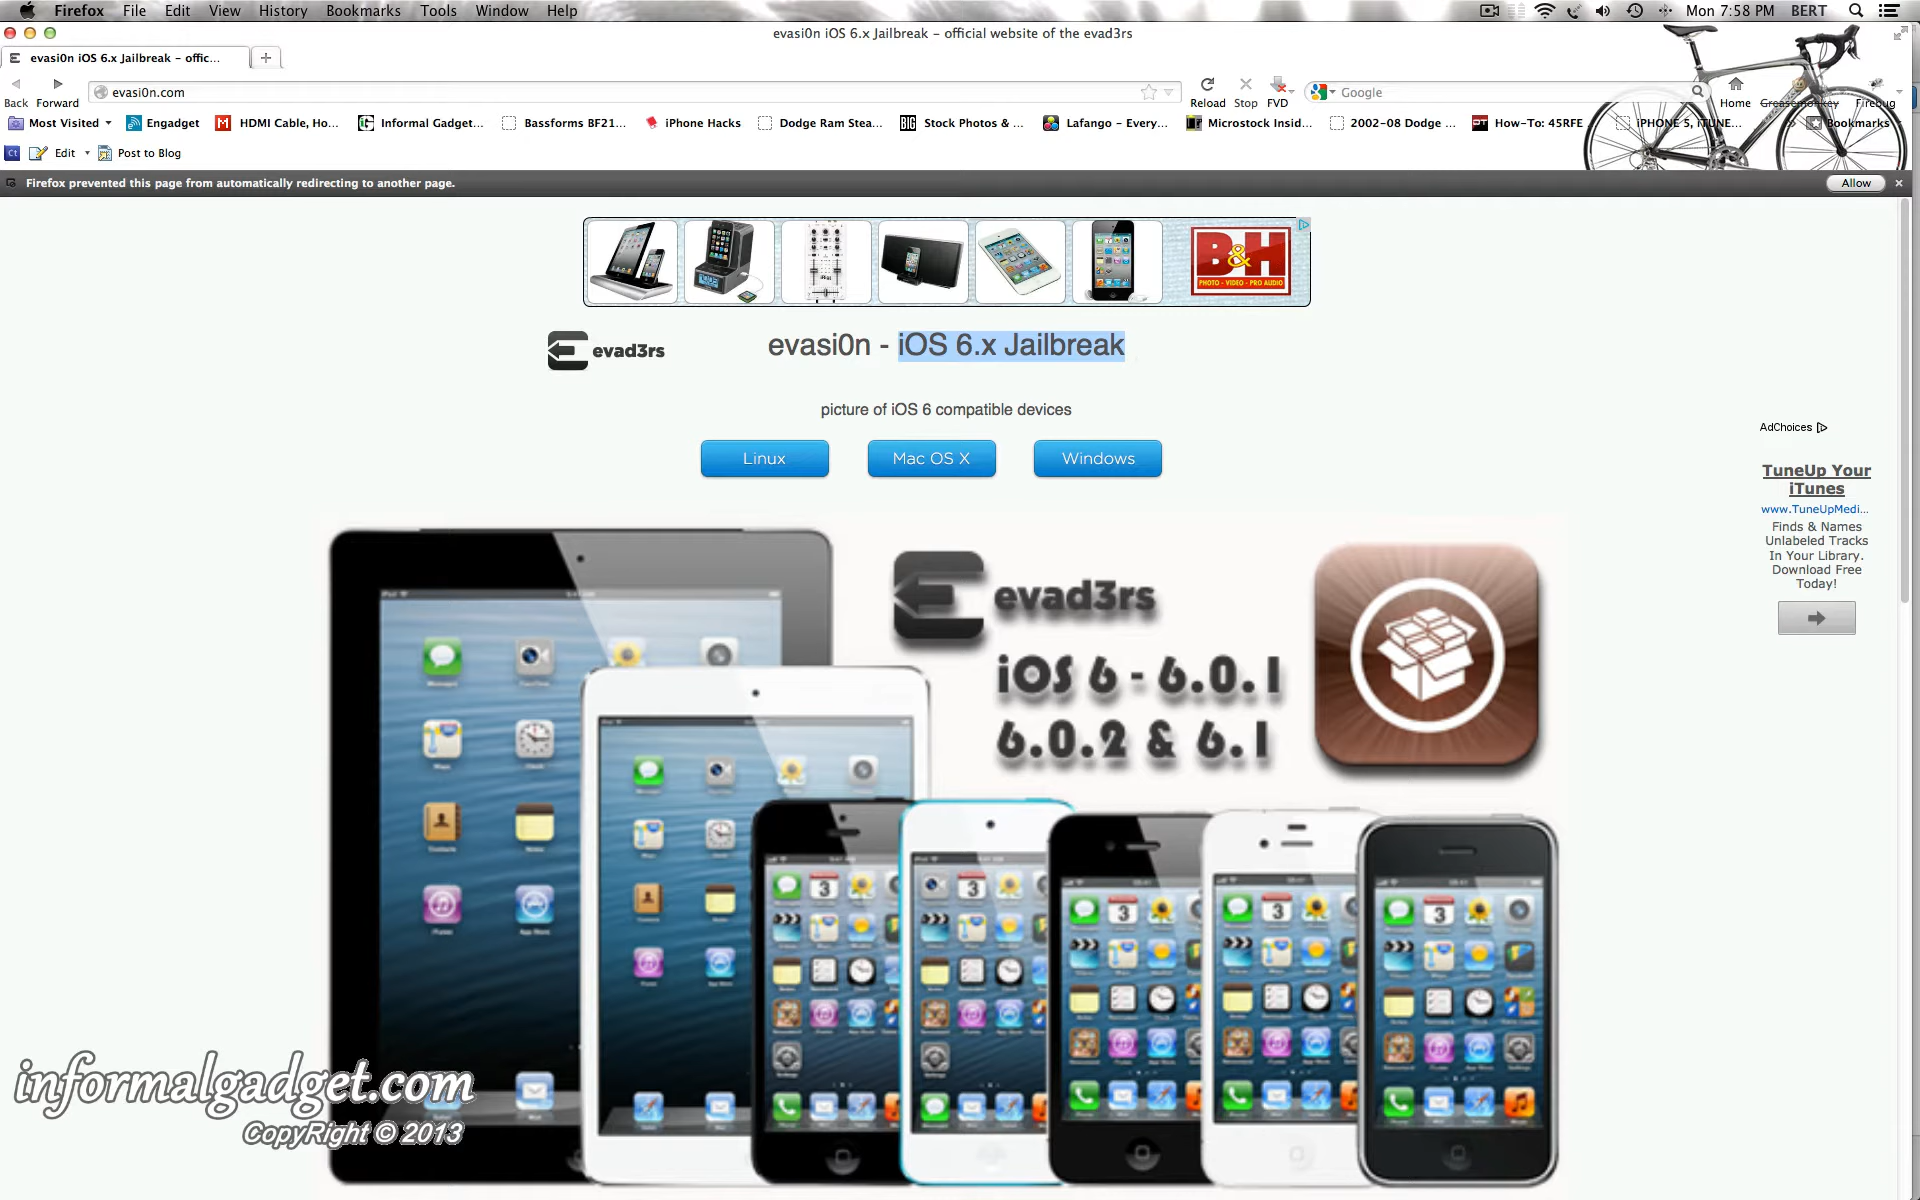 Firefox File Edit View History Bookmarks Tools Window Help Mon 7:58 PM BERT
evasi0n iOS 6.x Jailbreak – official website of the evad3rs
evasi0n iOS 6.x Jailbreak – offic...
evasi0n.com
Google
Back Forward Reload Stop FVD Home Greasemonkey Firebug
Most Visited Engadget HDMI Cable, Ho... Informal Gadget... Bassforms BF21... iPhone Hacks Dodge Ram Stea... Stock Photos & ... Lafango – Every... Microstock Insid... 2002-08 Dodge ... How-To: 45RFE iPHONE 5, iTUNE... » Bookmarks
Ct Edit Post to Blog
Firefox prevented this page from automatically redirecting to another page. Allow
B&H
PHOTO - VIDEO - PRO AUDIO
evad3rs
evasi0n - iOS 6.x Jailbreak
picture of iOS 6 compatible devices
AdChoices
Linux Mac OS X Windows
TuneUp Your
iTunes
www.TuneUpMedi...
Finds & Names
Unlabeled Tracks
In Your Library.
Download Free
Today!
evad3rs
iOS 6 - 6.0.1
6.0.2 & 6.1
informalgadget.com
CopyRight © 2013